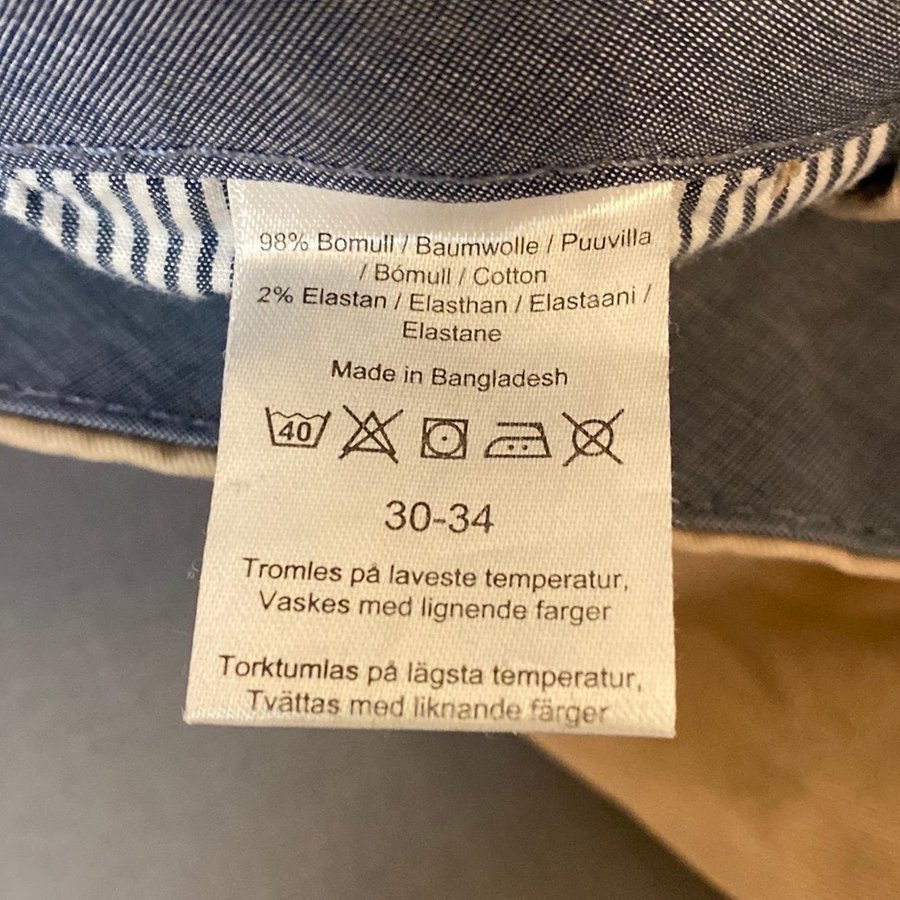 98% Bomull / Baumwolle / Puuvilla
/ Bómull / Cotton
2% Elastan / Elasthan / Elastaani /
Elastane
Made in Bangladesh
40
30-34
Tromles på laveste temperatur,
Vaskes med lignende farger
Torktumlas på lägsta temperatur,
Tvättas med liknande färger